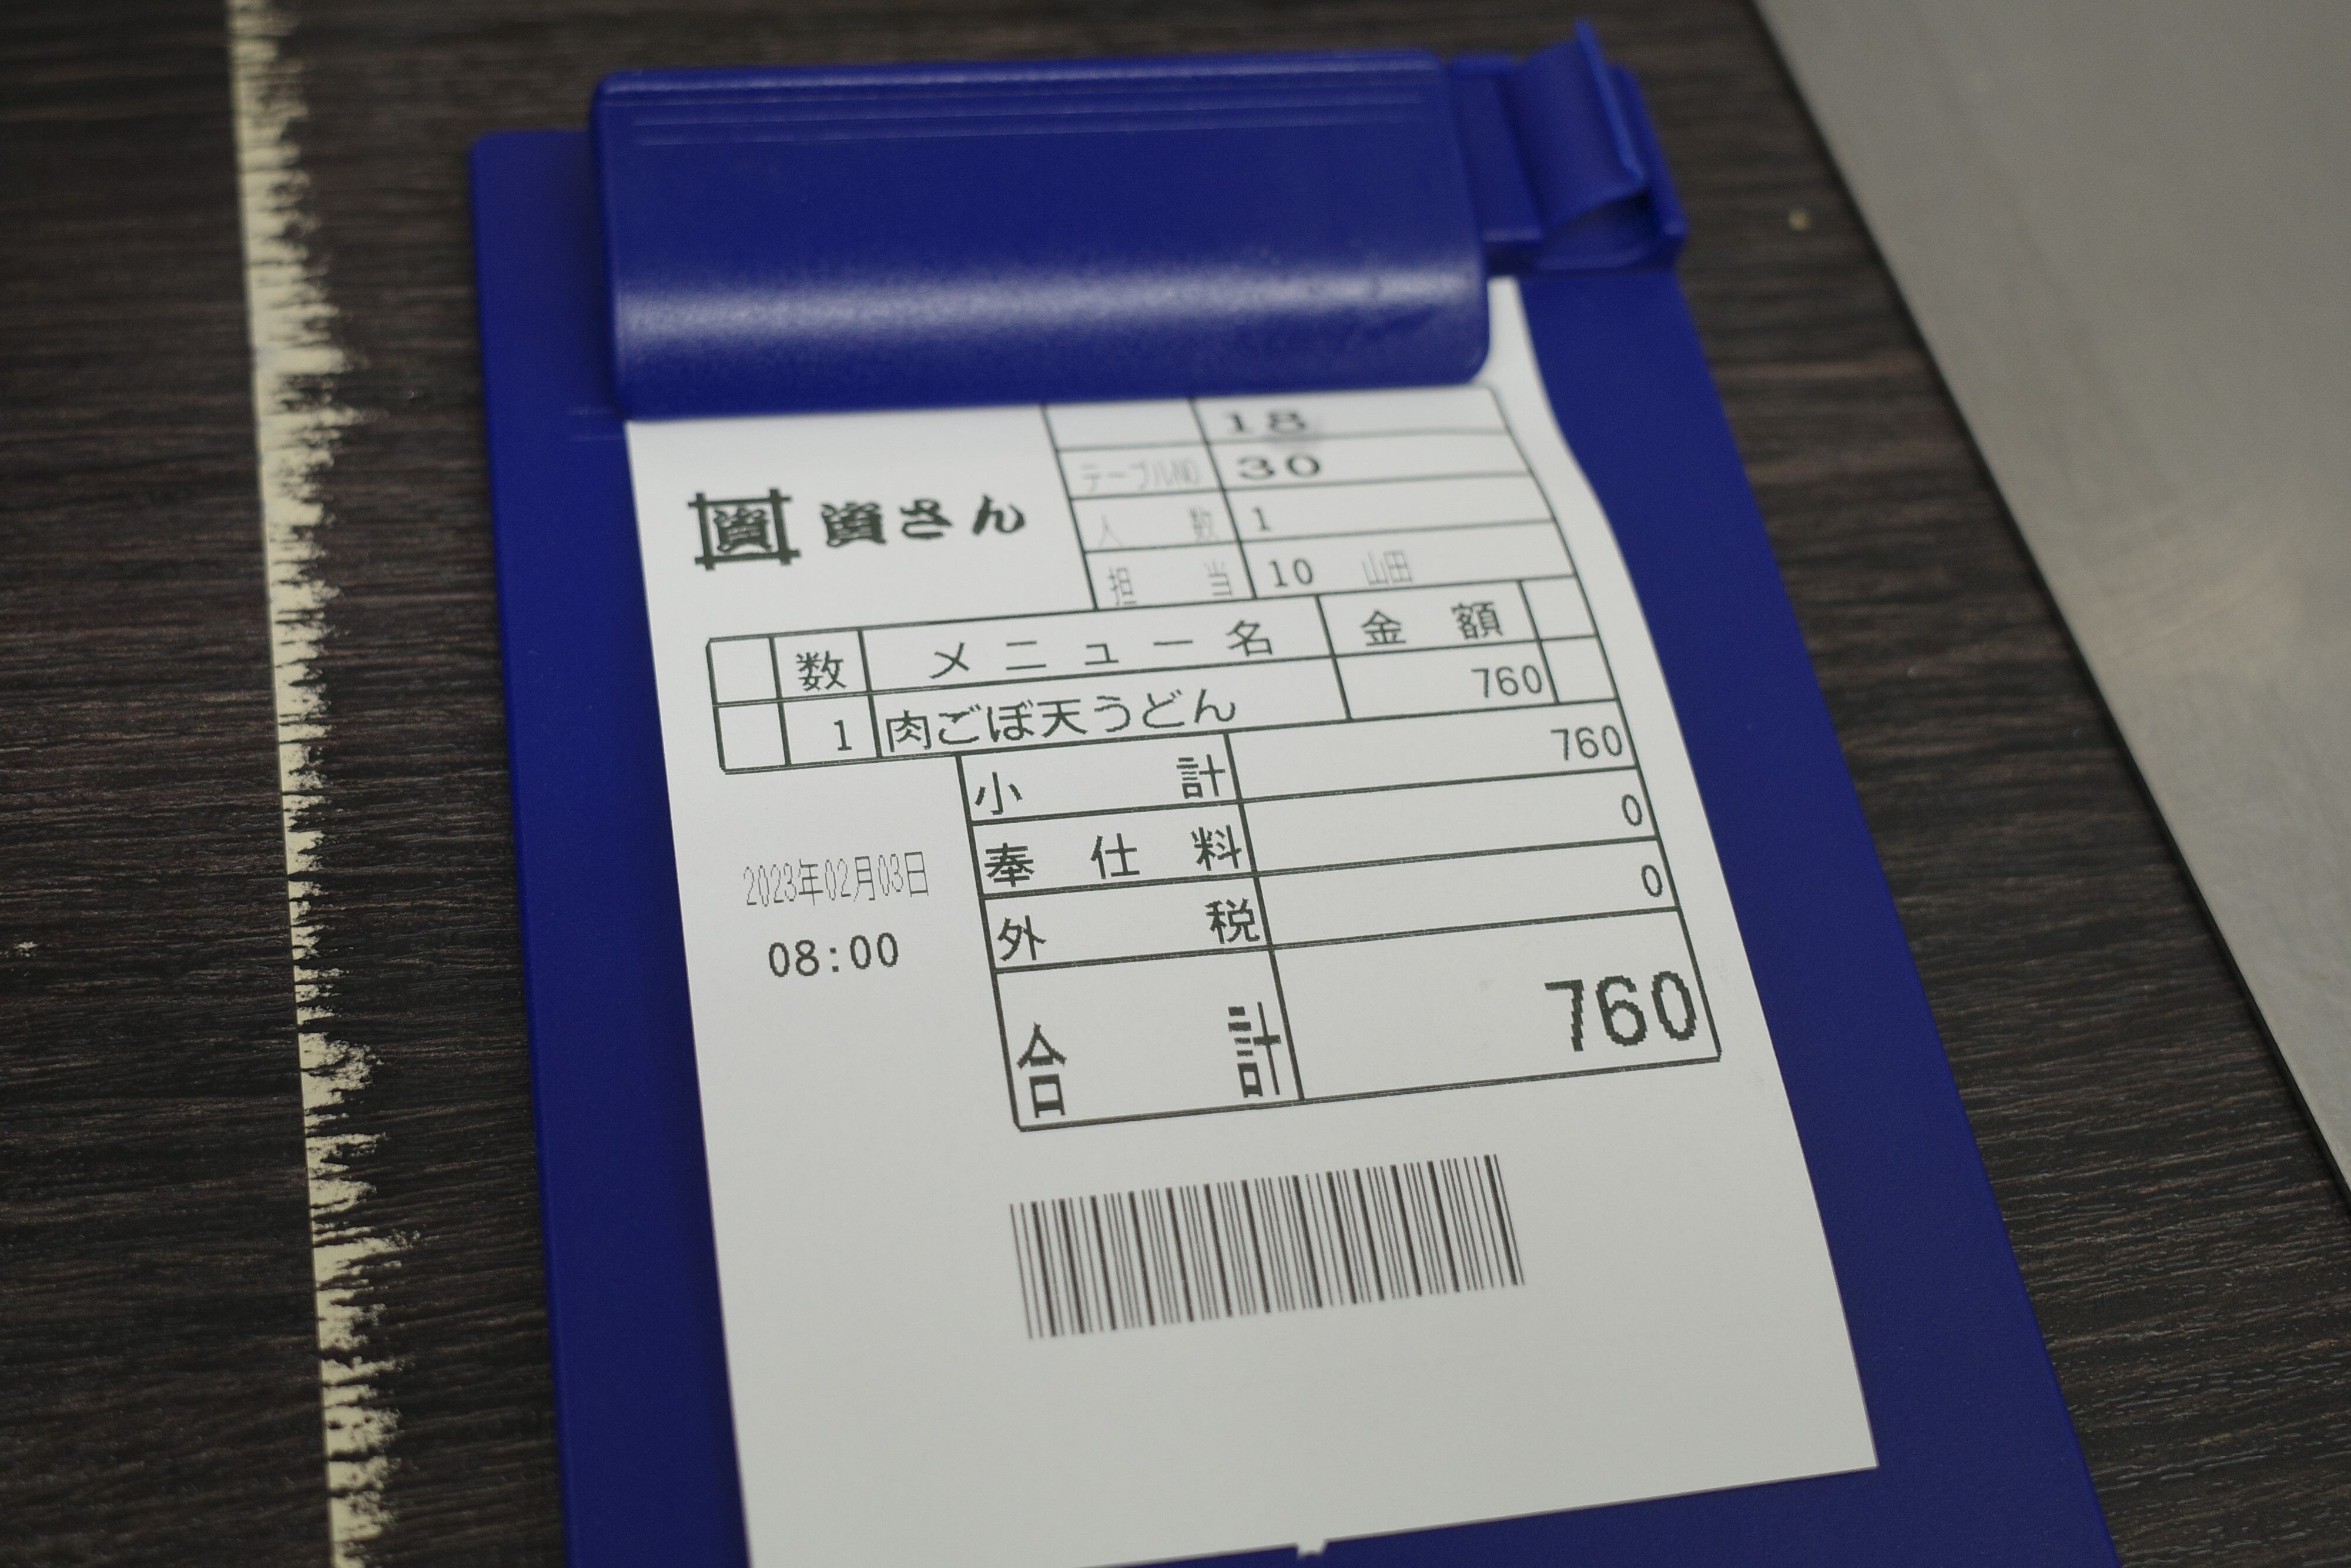 18
テーブルNO 30
人数 1
資 資さん
担当 10 山田
数 メニュー名 金額
1 肉ごぼ天うどん 760
小計 760
奉仕料 0
外税 0
2023年02月03日
08:00
合計 760